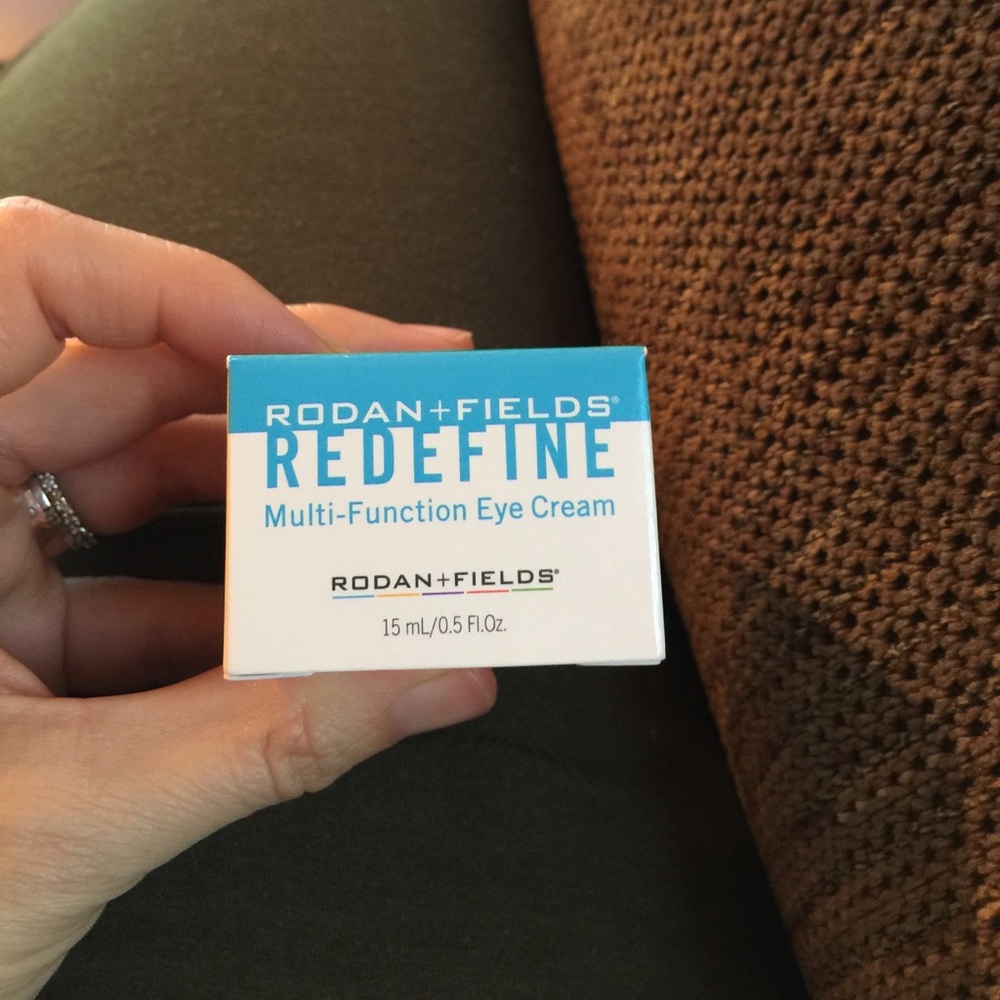 RODAN+FIELDS®
REDEFINE
Multi-Function Eye Cream
RODAN+FIELDS®
15 mL/0.5 Fl.Oz.